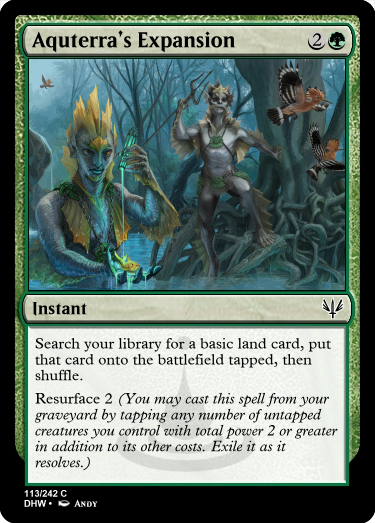 Aquterra's Expansion 2
Instant
Search your library for a basic land card, put
that card onto the battlefield tapped, then
shuffle.
Resurface 2 (You may cast this spell from your
graveyard by tapping any number of untapped
creatures you control with total power 2 or greater
in addition to its other costs. Exile it as it
resolves.)
113/242 C
DHW • ANDY